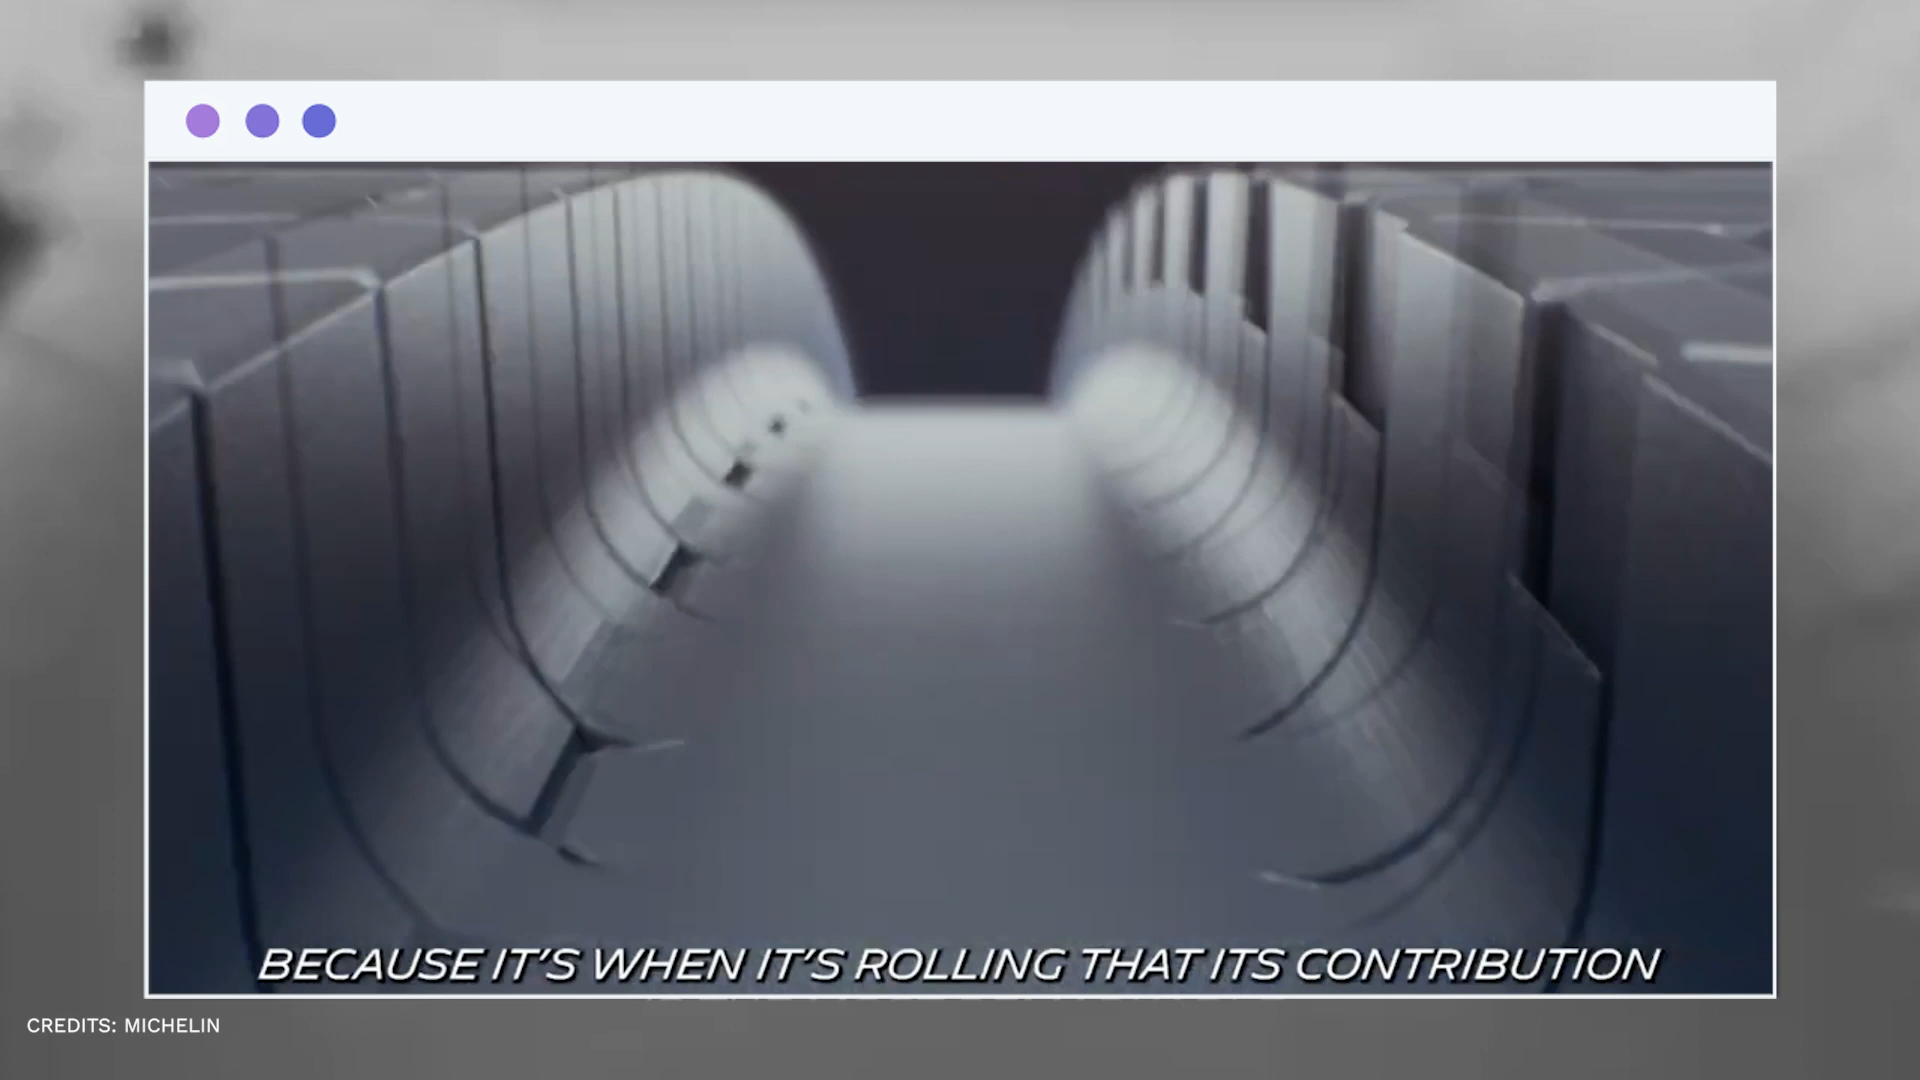 BECAUSE IT'S WHEN IT'S ROLLING THAT ITS CONTRIBUTION
CREDITS: MICHELIN